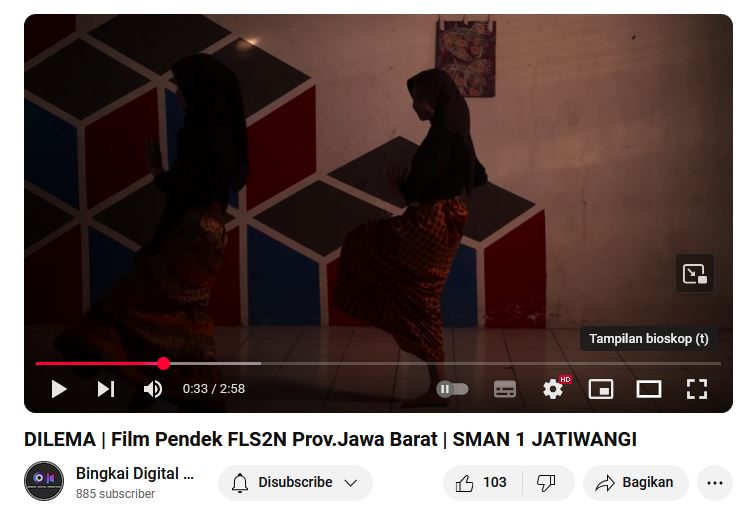 Tampilan bioskop (t)
0:33 / 2:58
HD
DILEMA | Film Pendek FLS2N Prov.Jawa Barat | SMAN 1 JATIWANGI
Bingkai Digital ...
885 subscriber
Disubscribe
103
Bagikan